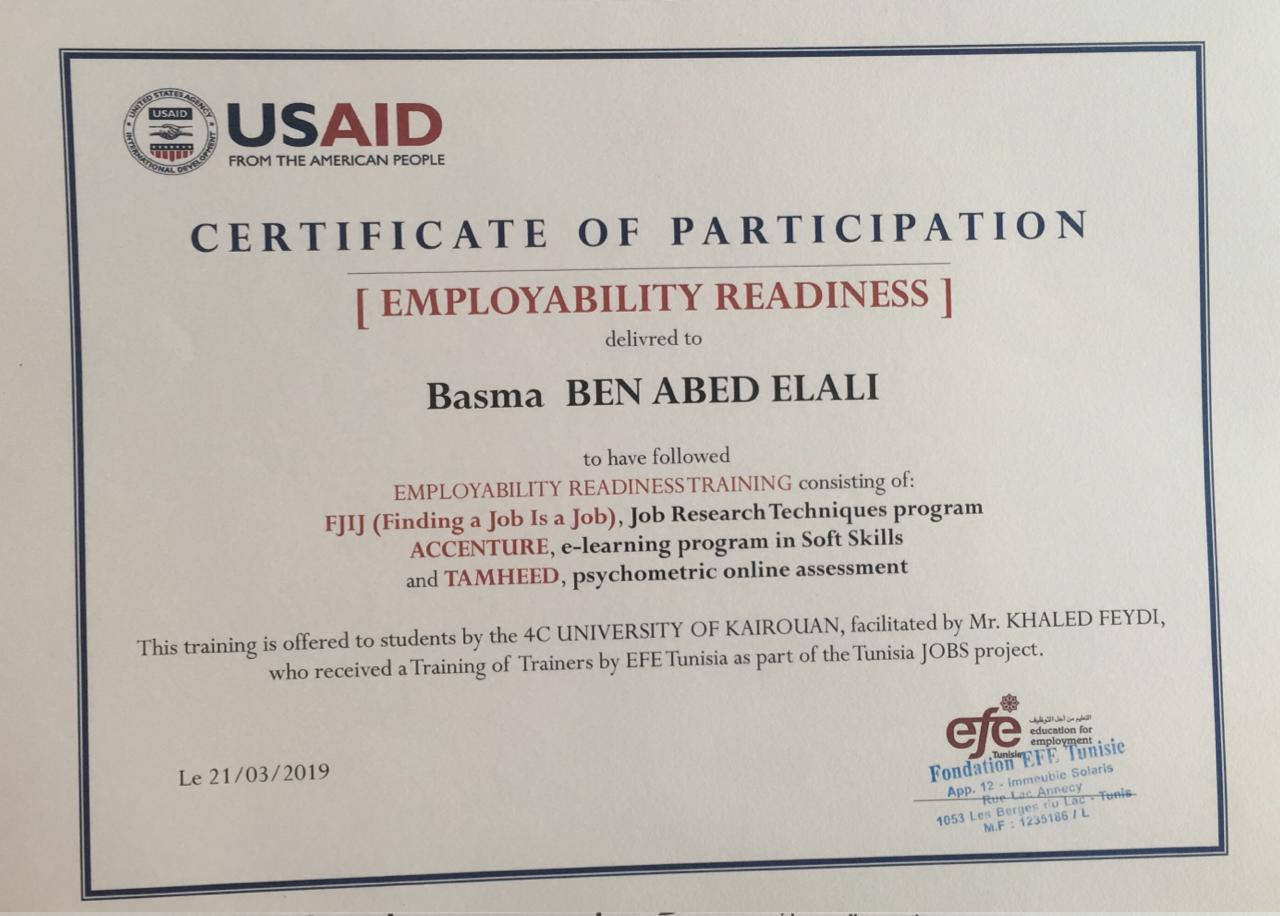 UNITED STATES AGENCY
USAID
INTERNATIONAL DEVELOPMENT
USAID
FROM THE AMERICAN PEOPLE
CERTIFICATE OF PARTICIPATION
[ EMPLOYABILITY READINESS ]
delivred to
Basma BEN ABED ELALI
to have followed
EMPLOYABILITY READINESS TRAINING consisting of:
FJIJ (Finding a Job Is a Job), Job Research Techniques program
ACCENTURE, e-learning program in Soft Skills
and TAMHEED, psychometric online assessment
This training is offered to students by the 4C UNIVERSITY OF KAIROUAN, facilitated by Mr. KHALED FEYDI,
who received a Training of Trainers by EFE Tunisia as part of the Tunisia JOBS project.
Le 21/03/2019
efe
التعليم من أجل التوظيف
education for
employment
Tunisie
Fondation EFE Tunisie
App. 12 - Immeuble Solaris
Rue Lac Annecy
1053 Les Berges du Lac - Tunis
M.F : 1235186 / L